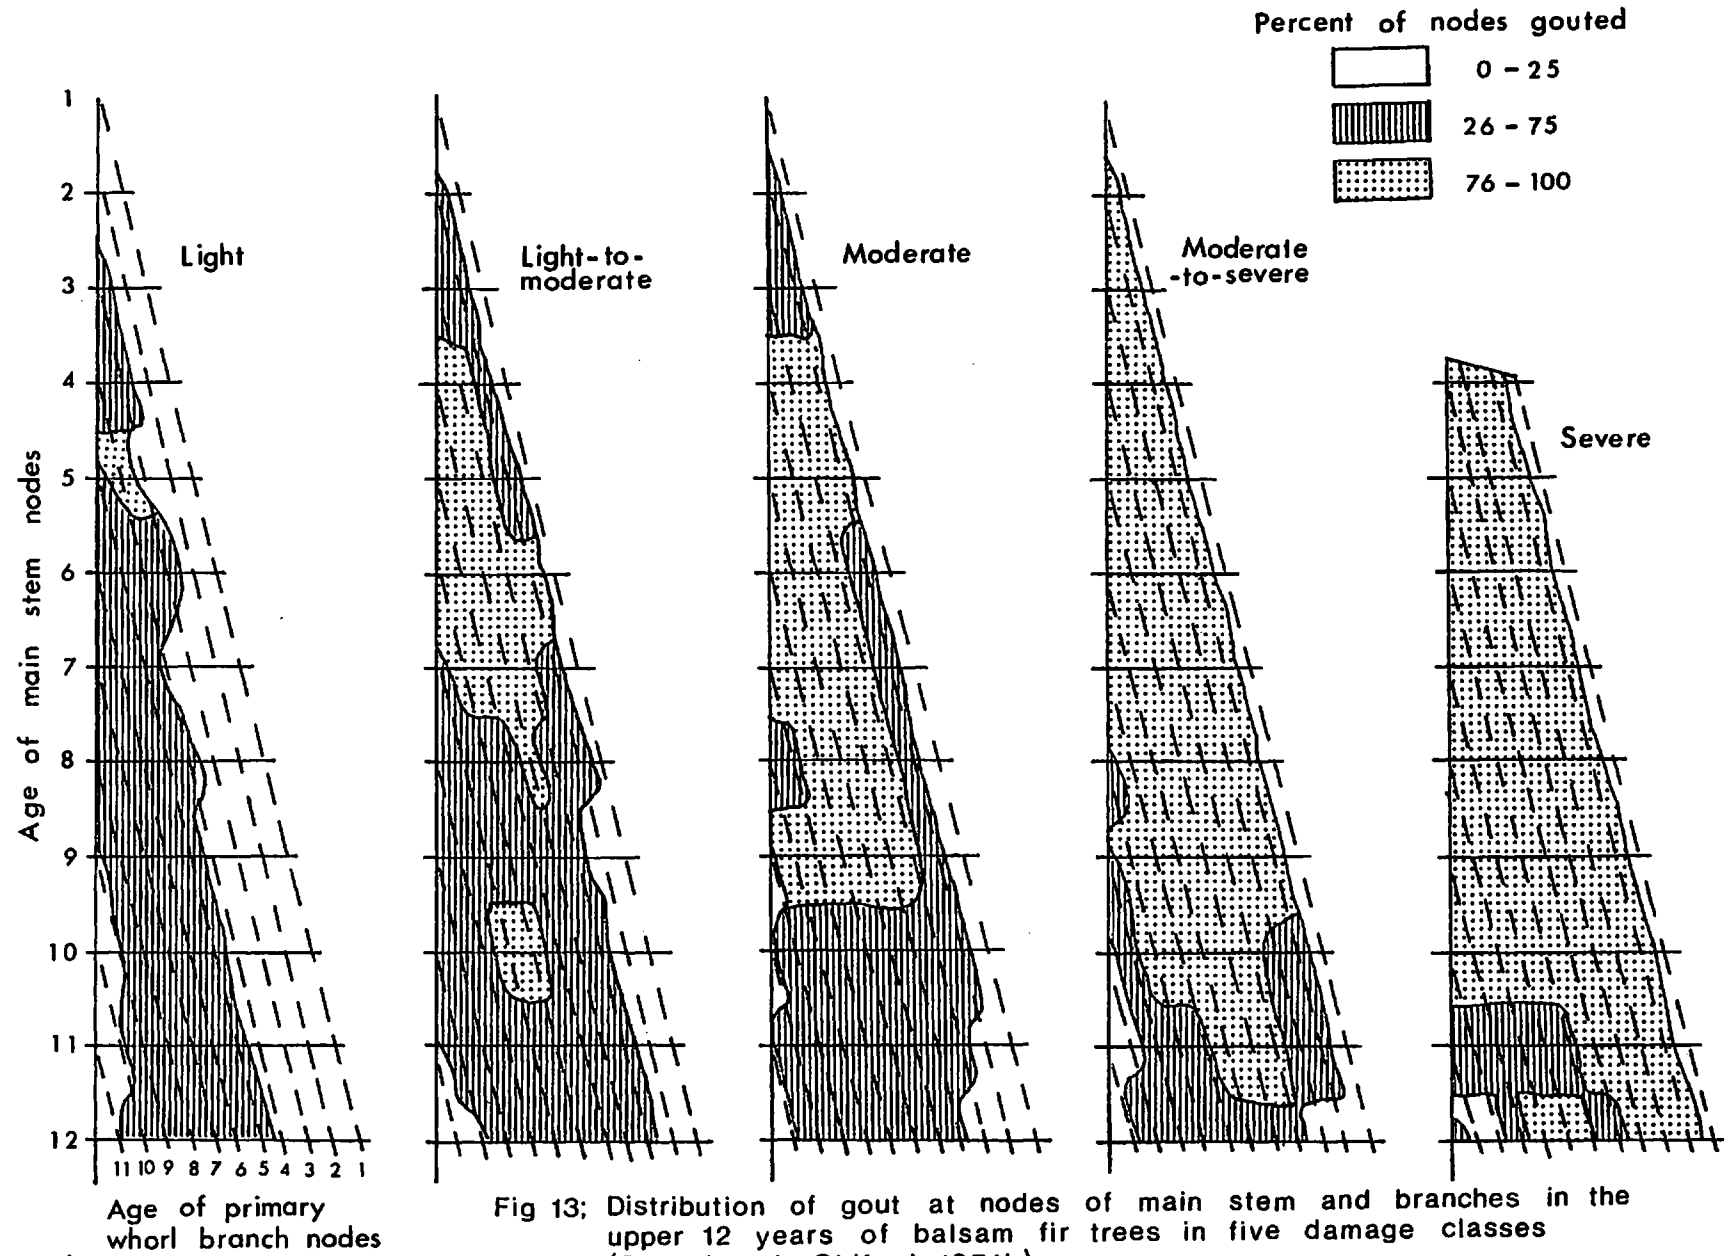 Percent of nodes gouted
0 - 25
26 - 75
76 - 100
1
2
3
4
5
6
7
8
9
10
11
12
Age of main stem nodes
Light
Light-to-
moderate
Moderate
Moderate
-to-severe
Severe
11 10 9 8 7 6 5 4 3 2 1
Age of primary
whorl branch nodes
Fig 13; Distribution of gout at nodes of main stem and branches in the
upper 12 years of balsam fir trees in five damage classes